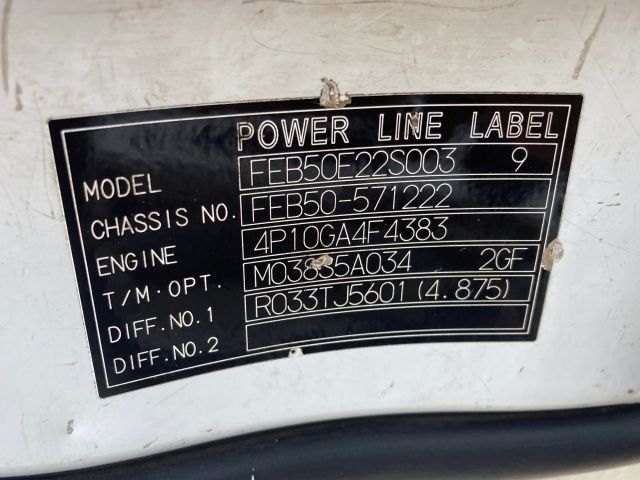 POWER LINE LABEL
MODEL FEB50E22S003 9
CHASSIS NO. FEB50-571222
ENGINE 4P10GA4F4383
T/M·OPT. 2GF
DIFF.NO.1 R033TJ5601(4.875)
DIFF.NO.2